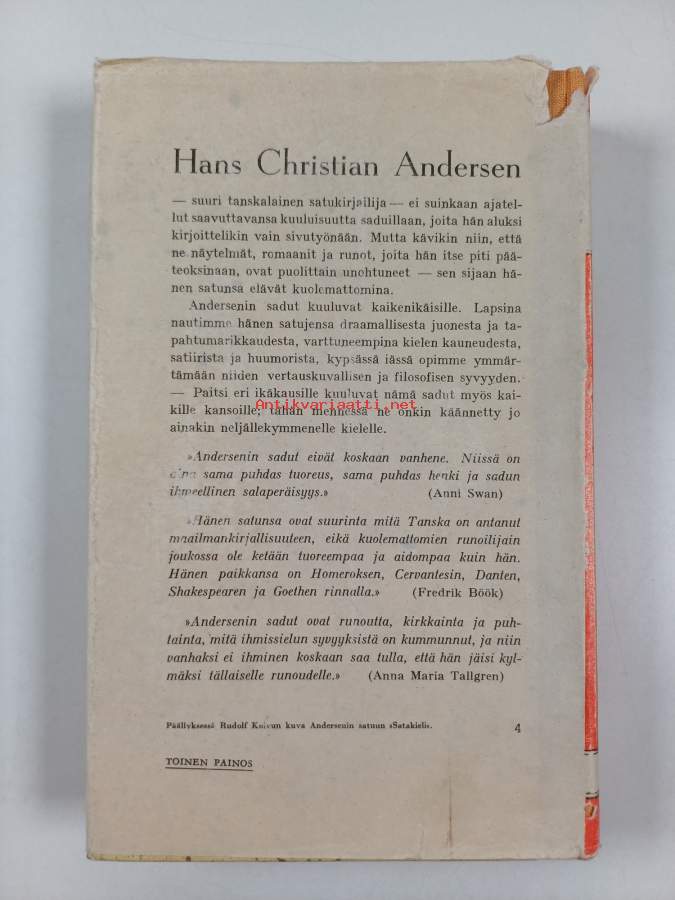 Hans Christian Andersen
— suuri tanskalainen satukirjailija — ei suinkaan ajatel-
lut saavuttavansa kuuluisuutta saduillaan, joita hän aluksi
kirjoittelikin vain sivutyönään. Mutta kävikin niin, että
ne näytelmät, romaanit ja runot, joita hän itse piti pää-
teoksinaan, ovat puolittain unohtuneet — sen sijaan hä-
nen satunsa elävät kuolemattomina.
Andersenin sadut kuuluvat kaikenikäisille. Lapsina
nautimme hänen satujensa draamallisesta juonesta ja ta-
pahtumarikkaudesta, varttuneempina kielen kauneudesta,
satiirista ja huumorista, kypsässä iässä opimme ymmär-
tämään niiden vertauskuvallisen ja filosofisen syvyyden.
— Paitsi eri ikäkausille kuuluvat nämä sadut myös kai-
Antikvariaatti.net
kille kansoille; tähän mennessä ne onkin käännetty jo
ainakin neljällekymmenelle kielelle.
»Andersenin sadut eivät koskaan vanhene. Niissä on
aina sama puhdas tuoreus, sama puhdas henki ja sadun
ihmeellinen salaperäisyys.» (Anni Swan)
»Hänen satunsa ovat suurinta mitä Tanska on antanut
maailmankirjallisuuteen, eikä kuolemattomien runoilijain
joukossa ole ketään tuoreempaa ja aidompaa kuin hän.
Hänen paikkansa on Homeroksen, Cervantesin, Danten,
Shakespearen ja Goethen rinnalla.» (Fredrik Böök)
»Andersenin sadut ovat runoutta, kirkkainta ja puh-
tainta, mitä ihmissielun syvyyksistä on kummunnut, ja niin
vanhaksi ei ihminen koskaan saa tulla, että hän jäisi kyl-
mäksi tällaiselle runoudelle.» (Anna Maria Tallgren)
Päällyksessä Rudolf Koivun kuva Andersenin satuun »Satakieli». 4
TOINEN PAINOS